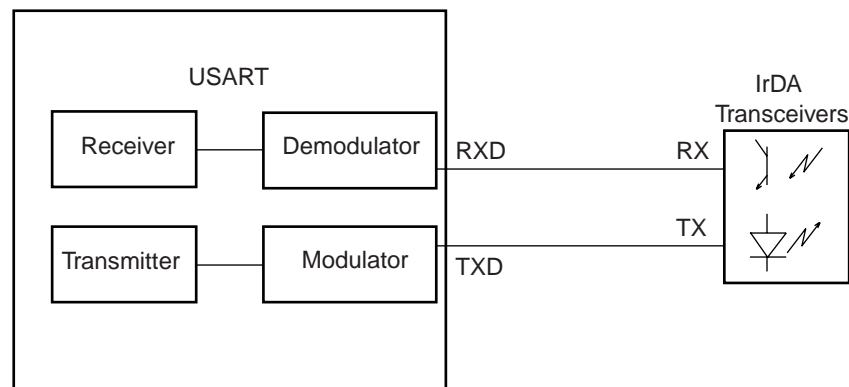 USART
IrDA
Transceivers
Receiver
Demodulator
RXD
RX
Transmitter
Modulator
TXD
TX